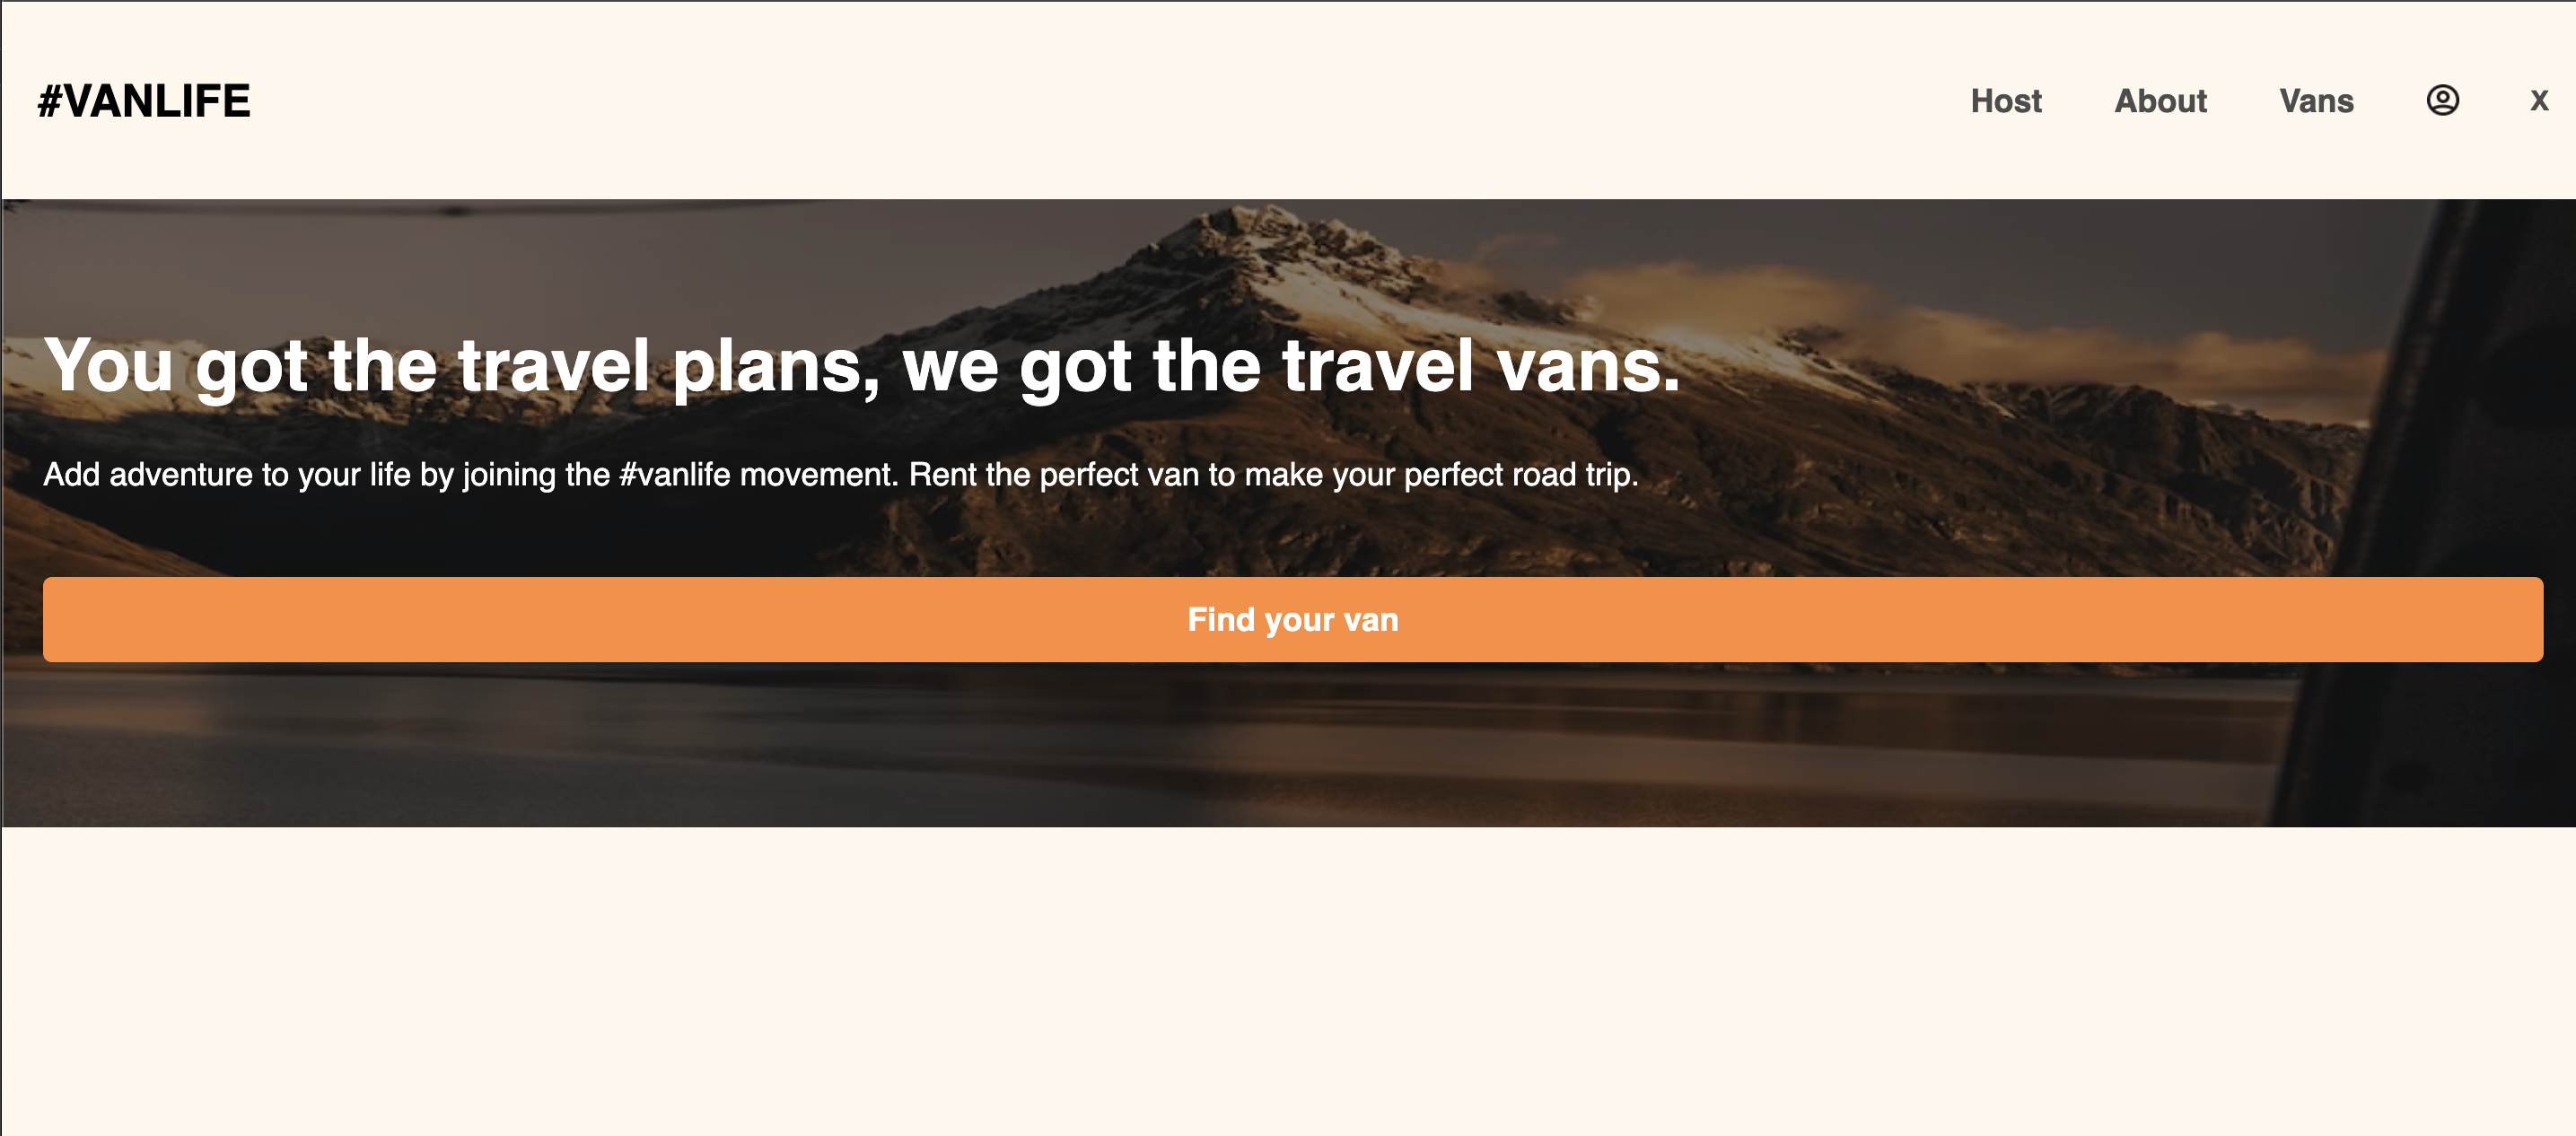 #VANLIFE
Host About Vans X
You got the travel plans, we got the travel vans.
Add adventure to your life by joining the #vanlife movement. Rent the perfect van to make your perfect road trip.
Find your van